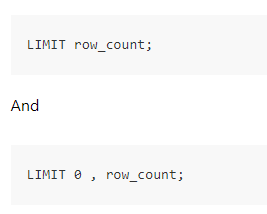 LIMIT row_count;
And
LIMIT 0 , row_count;